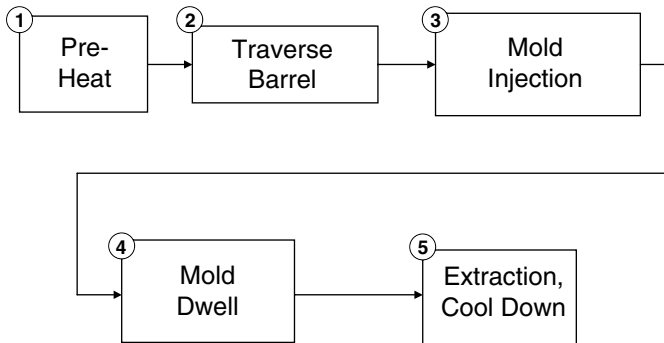 1
Pre-
Heat
2
Traverse
Barrel
3
Mold
Injection
4
Mold
Dwell
5
Extraction,
Cool Down